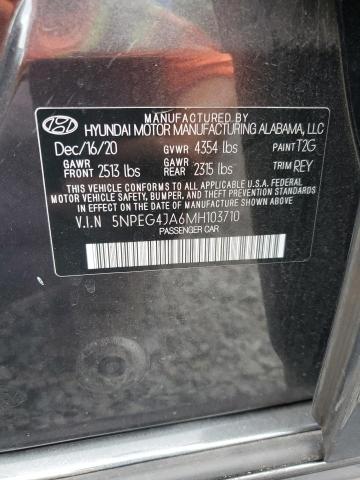 MANUFACTURED BY
HYUNDAI MOTOR MANUFACTURING ALABAMA, LLC
Dec/16/20 GVWR 4354 lbs PAINT T2G
GAWR FRONT 2513 lbs GAWR REAR 2315 lbs TRIM REY
THIS VEHICLE CONFORMS TO ALL APPLICABLE U.S.A. FEDERAL
MOTOR VEHICLE SAFETY, BUMPER, AND THEFT PREVENTION
STANDARDS IN EFFECT ON THE DATE OF MANUFACTURE SHOWN ABOVE.
V.I.N 5NPEG4JA6MH103710
PASSENGER CAR